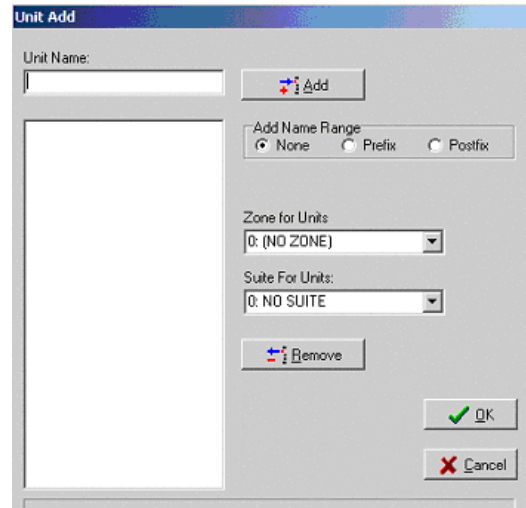 Unit Add
Unit Name:
Add
Add Name Range
None Prefix Postfix
Zone for Units
0: (NO ZONE)
Suite For Units:
0: NO SUITE
Remove
OK
Cancel